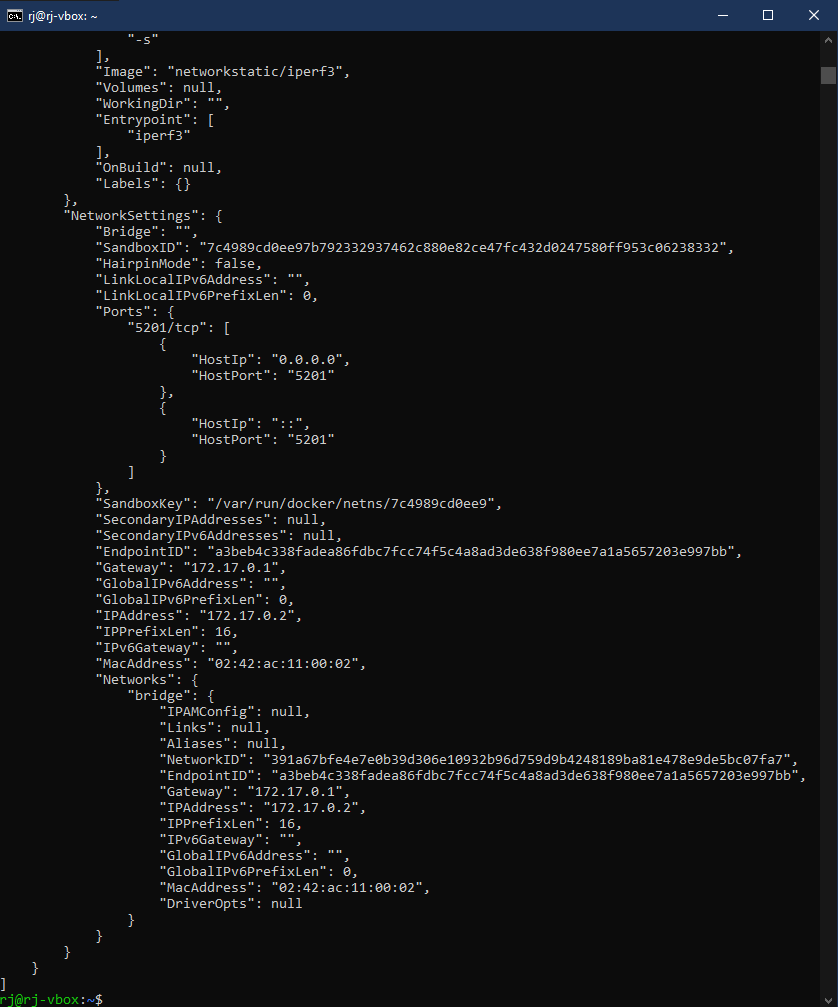 rj@rj-vbox: ~
"-s"
],
"Image": "networkstatic/iperf3",
"Volumes": null,
"WorkingDir": "",
"Entrypoint": [
"iperf3"
],
"OnBuild": null,
"Labels": {}
},
"NetworkSettings": {
"Bridge": "",
"SandboxID": "7c4989cd0ee97b792332937462c880e82ce47fc432d0247580ff953c06238332",
"HairpinMode": false,
"LinkLocalIPv6Address": "",
"LinkLocalIPv6PrefixLen": 0,
"Ports": {
"5201/tcp": [
{
"HostIp": "0.0.0.0",
"HostPort": "5201"
},
{
"HostIp": "::",
"HostPort": "5201"
}
]
},
"SandboxKey": "/var/run/docker/netns/7c4989cd0ee9",
"SecondaryIPAddresses": null,
"SecondaryIPv6Addresses": null,
"EndpointID": "a3beb4c338fadea86fdbc7fcc74f5c4a8ad3de638f980ee7a1a5657203e997bb",
"Gateway": "172.17.0.1",
"GlobalIPv6Address": "",
"GlobalIPv6PrefixLen": 0,
"IPAddress": "172.17.0.2",
"IPPrefixLen": 16,
"IPv6Gateway": "",
"MacAddress": "02:42:ac:11:00:02",
"Networks": {
"bridge": {
"IPAMConfig": null,
"Links": null,
"Aliases": null,
"NetworkID": "391a67bfe4e7e0b39d306e10932b96d759d9b4248189ba81e478e9de5bc07fa7",
"EndpointID": "a3beb4c338fadea86fdbc7fcc74f5c4a8ad3de638f980ee7a1a5657203e997bb",
"Gateway": "172.17.0.1",
"IPAddress": "172.17.0.2",
"IPPrefixLen": 16,
"IPv6Gateway": "",
"GlobalIPv6Address": "",
"GlobalIPv6PrefixLen": 0,
"MacAddress": "02:42:ac:11:00:02",
"DriverOpts": null
}
}
}
}
]
rj@rj-vbox:~$